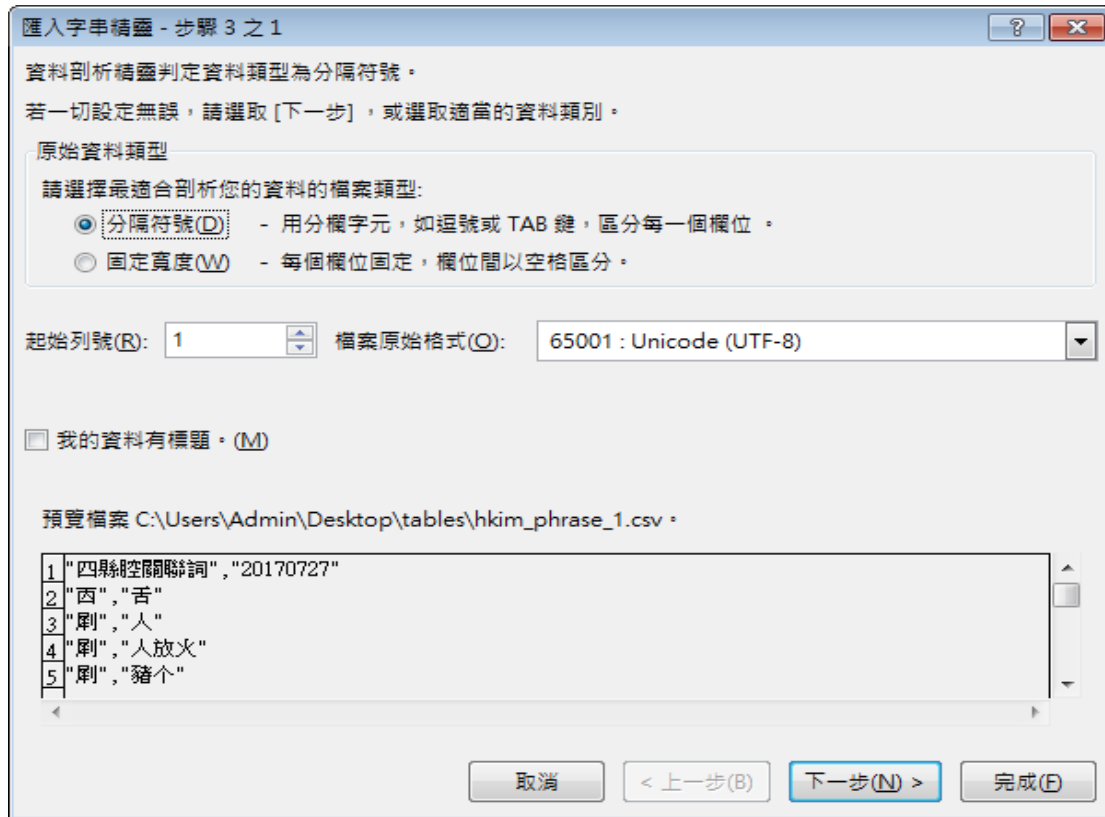 匯入字串精靈 - 步驟 3 之 1
資料剖析精靈判定資料類型為分隔符號。
若一切設定無誤，請選取 [下一步] ，或選取適當的資料類別。
原始資料類型
請選擇最適合剖析您的資料的檔案類型:
分隔符號(D) - 用分欄字元，如逗號或 TAB 鍵，區分每一個欄位 。
固定寬度(W) - 每個欄位固定，欄位間以空格區分。
起始列號(R): 1 檔案原始格式(O): 65001 : Unicode (UTF-8)
我的資料有標題。(M)
預覽檔案 C:\Users\Admin\Desktop\tables\hkim_phrase_1.csv。
1 "四縣腔關聯詞","20170727"
2 "㐁","舌"
3 "㓾","人"
4 "㓾","人放火"
5 "㓾","豬个"
取消 < 上一步(B) 下一步(N) > 完成(F)